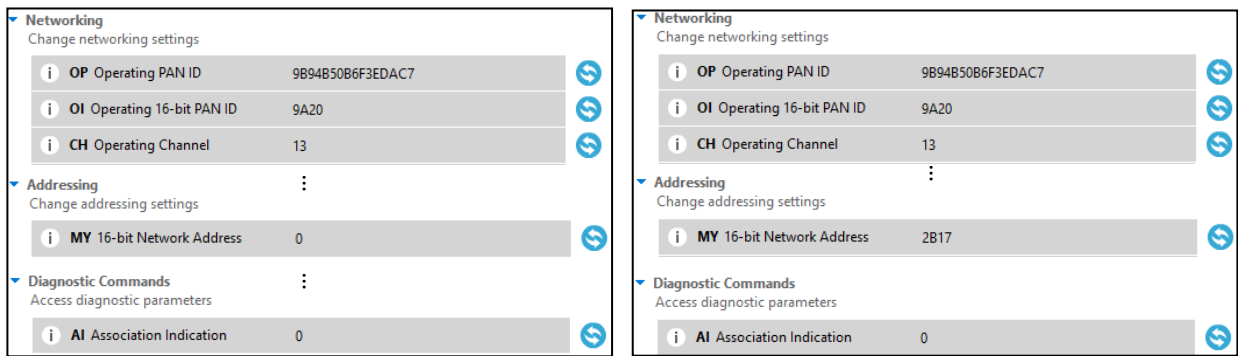 Networking
Change networking settings
i OP Operating PAN ID 9B94B50B6F3EDAC7
i OI Operating 16-bit PAN ID 9A20
i CH Operating Channel 13
⋮
Addressing
Change addressing settings
i MY 16-bit Network Address 0
⋮
Diagnostic Commands
Access diagnostic parameters
i AI Association Indication 0
Networking
Change networking settings
i OP Operating PAN ID 9B94B50B6F3EDAC7
i OI Operating 16-bit PAN ID 9A20
i CH Operating Channel 13
⋮
Addressing
Change addressing settings
i MY 16-bit Network Address 2B17
Diagnostic Commands
Access diagnostic parameters
i AI Association Indication 0